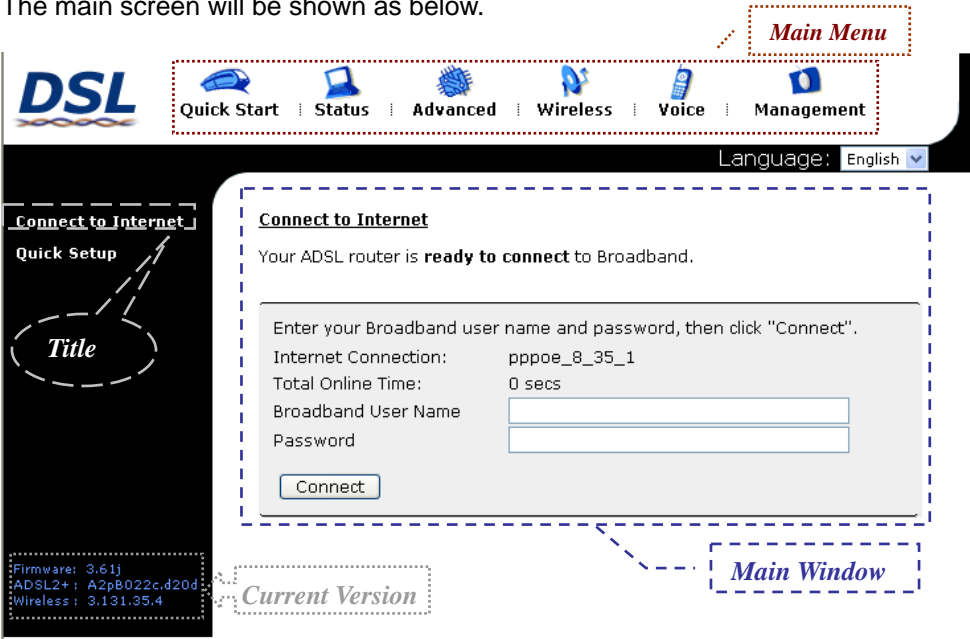 The main screen will be shown as below.
Main Menu
DSL
Quick Start Status Advanced Wireless Voice Management
Language: English
Connect to Internet
Quick Setup
Title
Connect to Internet
Your ADSL router is ready to connect to Broadband.
Enter your Broadband user name and password, then click "Connect".
Internet Connection: pppoe_8_35_1
Total Online Time: 0 secs
Broadband User Name
Password
Connect
Firmware: 3.61j
ADSL2+: A2pB022c.d20d
Wireless: 3.131.35.4
Current Version
Main Window